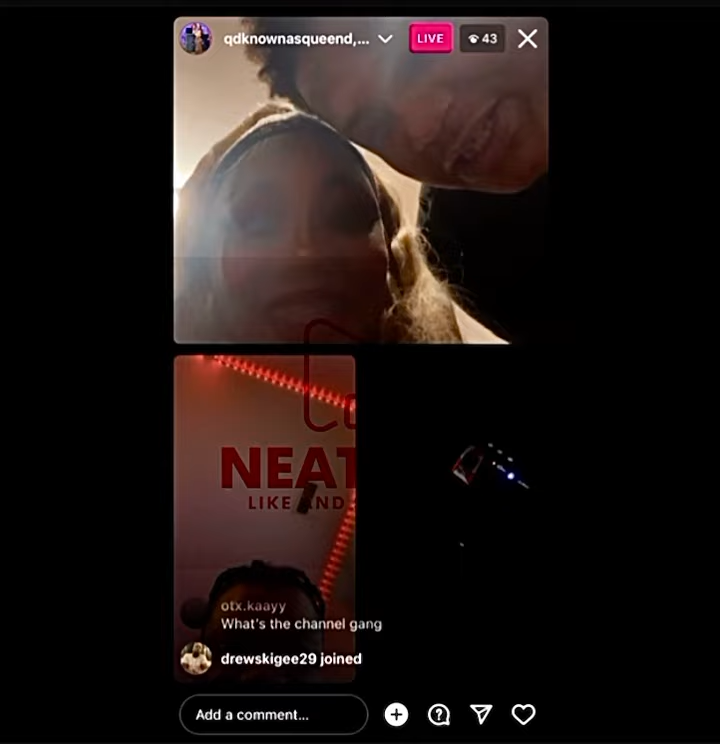 qdknownasqueend,...
LIVE
43
NEAT
LIKE AND
otx.kaayy
What's the channel gang
drewskigee29 joined
Add a comment...